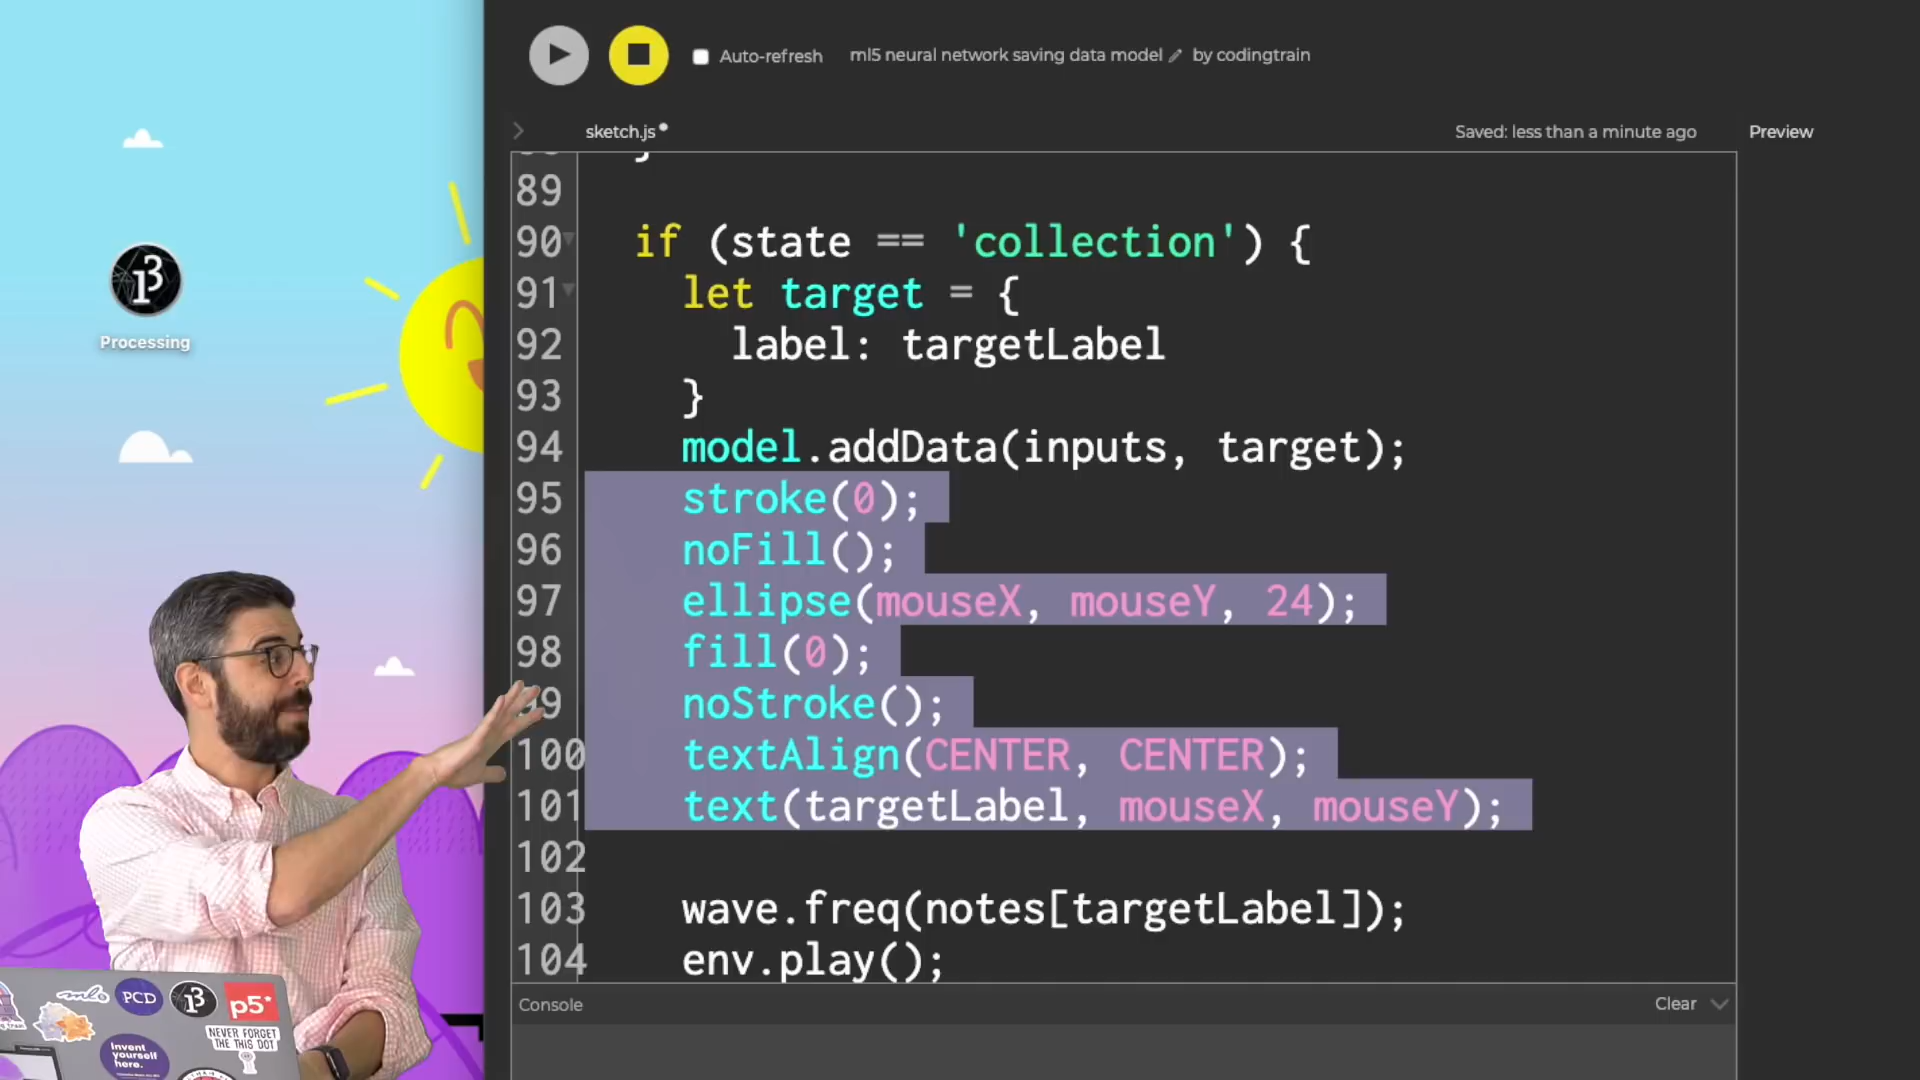 Auto-refresh
ml5 neural network saving data model
by codingtrain
sketch.js
Saved: less than a minute ago
Preview
89
90 if (state == 'collection') {
91 let target = {
92 label: targetLabel
93 }
94 model.addData(inputs, target);
95 stroke(0);
96 noFill();
97 ellipse(mouseX, mouseY, 24);
98 fill(0);
99 noStroke();
100 textAlign(CENTER, CENTER);
101 text(targetLabel, mouseX, mouseY);
102
103 wave.freq(notes[targetLabel]);
104 env.play();
Console
Clear
Processing
PCD
p5*
NEVER FORGET
THE THIS DOT
Invent
yourself
here.